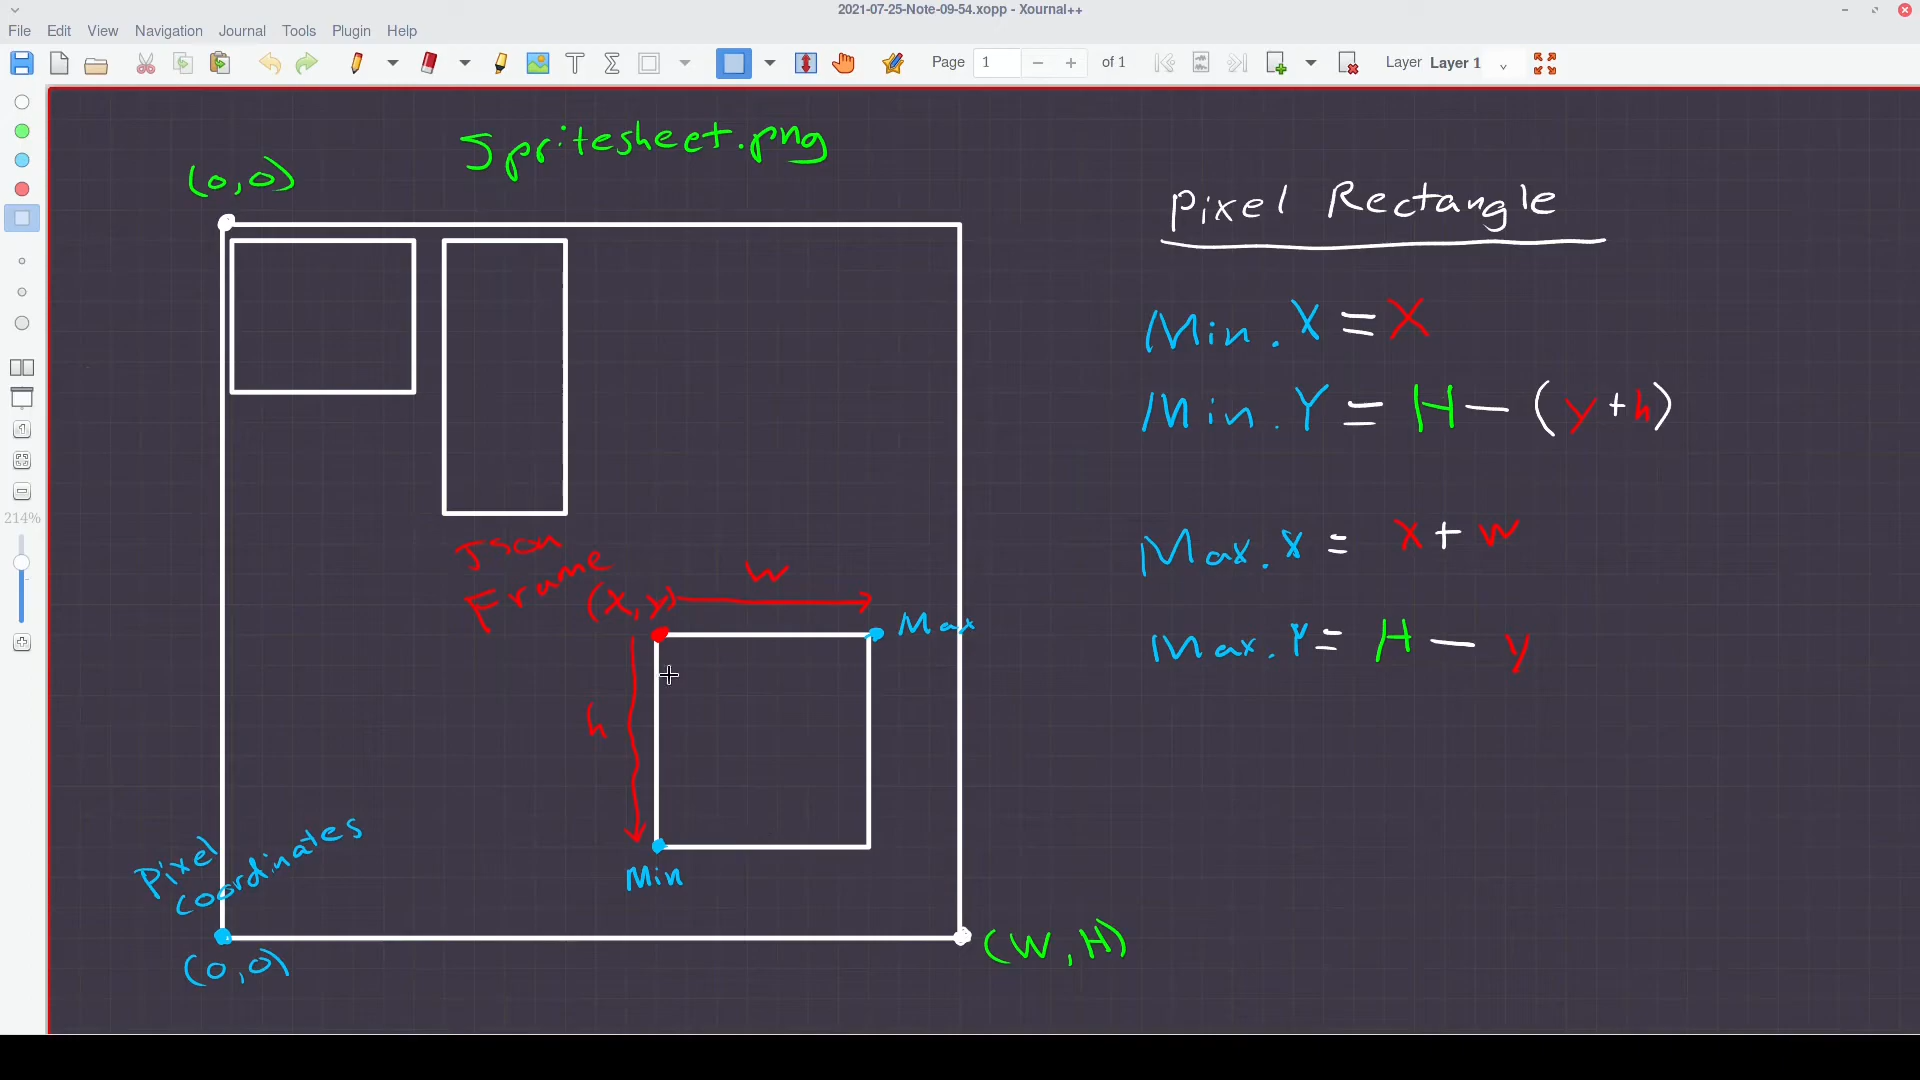 2021-07-25-Note-09-54.xopp - Xournal++
File Edit View Navigation Journal Tools Plugin Help
Page 1 of 1 Layer Layer 1
214%
Spritesheet.png
(0,0)
Json
Frame
(x,y)
w
Max
h
Min
Pixel
Coordinates
(0,0)
(W,H)
Pixel Rectangle
Min.X = X
Min.Y = H - (y+h)
Max.X = x + w
Max.Y = H - y